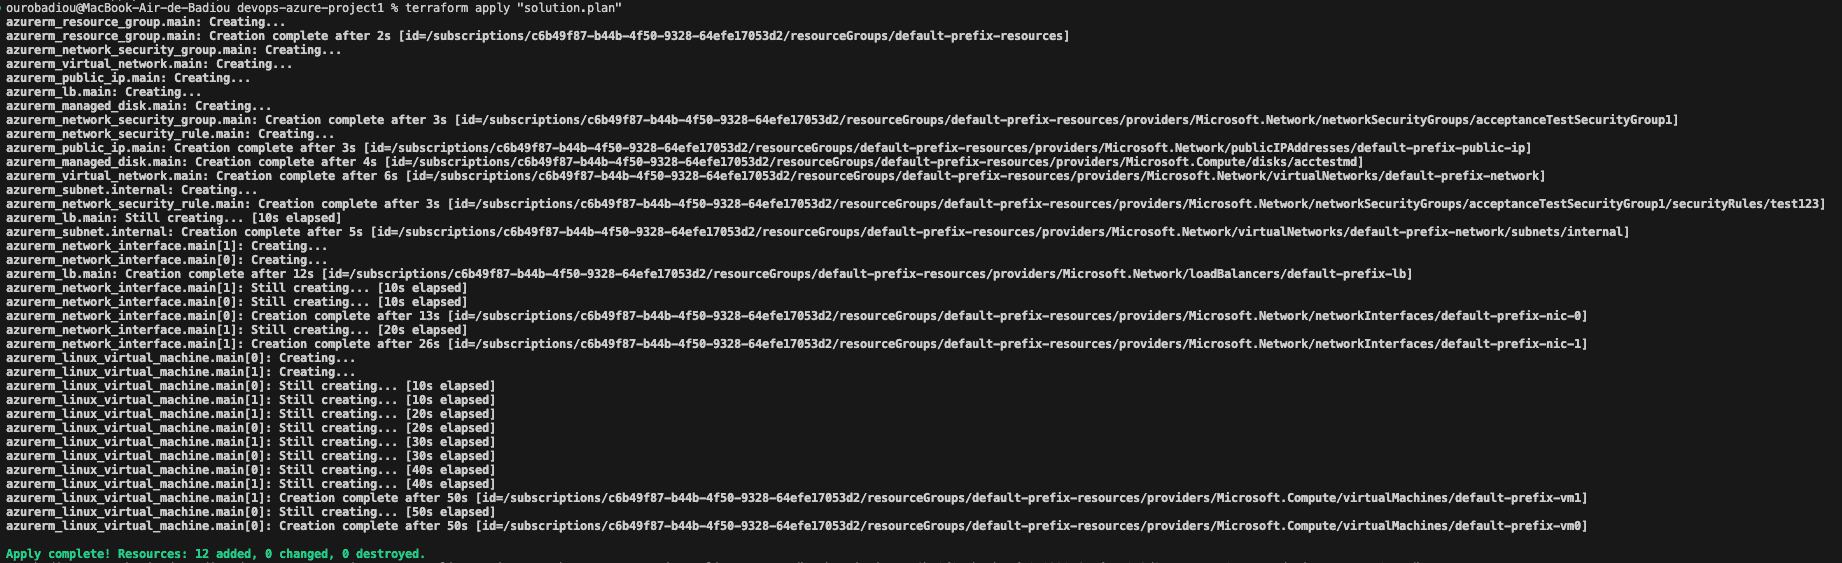 ourobadiou@MacBook-Air-de-Badiou devops-azure-project1 % terraform apply "solution.plan"
azurerm_resource_group.main: Creating...
azurerm_resource_group.main: Creation complete after 2s [id=/subscriptions/c6b49f87-b44b-4f50-9328-64efe17053d2/resourceGroups/default-prefix-resources]
azurerm_network_security_group.main: Creating...
azurerm_virtual_network.main: Creating...
azurerm_public_ip.main: Creating...
azurerm_lb.main: Creating...
azurerm_managed_disk.main: Creating...
azurerm_network_security_group.main: Creation complete after 3s [id=/subscriptions/c6b49f87-b44b-4f50-9328-64efe17053d2/resourceGroups/default-prefix-resources/providers/Microsoft.Network/networkSecurityGroups/acceptanceTestSecurityGroup1]
azurerm_network_security_rule.main: Creating...
azurerm_public_ip.main: Creation complete after 3s [id=/subscriptions/c6b49f87-b44b-4f50-9328-64efe17053d2/resourceGroups/default-prefix-resources/providers/Microsoft.Network/publicIPAddresses/default-prefix-public-ip]
azurerm_managed_disk.main: Creation complete after 4s [id=/subscriptions/c6b49f87-b44b-4f50-9328-64efe17053d2/resourceGroups/default-prefix-resources/providers/Microsoft.Compute/disks/acctestmd]
azurerm_virtual_network.main: Creation complete after 6s [id=/subscriptions/c6b49f87-b44b-4f50-9328-64efe17053d2/resourceGroups/default-prefix-resources/providers/Microsoft.Network/virtualNetworks/default-prefix-network]
azurerm_subnet.internal: Creating...
azurerm_network_security_rule.main: Creation complete after 3s [id=/subscriptions/c6b49f87-b44b-4f50-9328-64efe17053d2/resourceGroups/default-prefix-resources/providers/Microsoft.Network/networkSecurityGroups/acceptanceTestSecurityGroup1/securityRules/test123]
azurerm_lb.main: Still creating... [10s elapsed]
azurerm_subnet.internal: Creation complete after 5s [id=/subscriptions/c6b49f87-b44b-4f50-9328-64efe17053d2/resourceGroups/default-prefix-resources/providers/Microsoft.Network/virtualNetworks/default-prefix-network/subnets/internal]
azurerm_network_interface.main[1]: Creating...
azurerm_network_interface.main[0]: Creating...
azurerm_lb.main: Creation complete after 12s [id=/subscriptions/c6b49f87-b44b-4f50-9328-64efe17053d2/resourceGroups/default-prefix-resources/providers/Microsoft.Network/loadBalancers/default-prefix-lb]
azurerm_network_interface.main[1]: Still creating... [10s elapsed]
azurerm_network_interface.main[0]: Still creating... [10s elapsed]
azurerm_network_interface.main[0]: Creation complete after 13s [id=/subscriptions/c6b49f87-b44b-4f50-9328-64efe17053d2/resourceGroups/default-prefix-resources/providers/Microsoft.Network/networkInterfaces/default-prefix-nic-0]
azurerm_network_interface.main[1]: Still creating... [20s elapsed]
azurerm_network_interface.main[1]: Creation complete after 26s [id=/subscriptions/c6b49f87-b44b-4f50-9328-64efe17053d2/resourceGroups/default-prefix-resources/providers/Microsoft.Network/networkInterfaces/default-prefix-nic-1]
azurerm_linux_virtual_machine.main[0]: Creating...
azurerm_linux_virtual_machine.main[1]: Creating...
azurerm_linux_virtual_machine.main[0]: Still creating... [10s elapsed]
azurerm_linux_virtual_machine.main[1]: Still creating... [10s elapsed]
azurerm_linux_virtual_machine.main[1]: Still creating... [20s elapsed]
azurerm_linux_virtual_machine.main[0]: Still creating... [20s elapsed]
azurerm_linux_virtual_machine.main[1]: Still creating... [30s elapsed]
azurerm_linux_virtual_machine.main[0]: Still creating... [30s elapsed]
azurerm_linux_virtual_machine.main[0]: Still creating... [40s elapsed]
azurerm_linux_virtual_machine.main[1]: Still creating... [40s elapsed]
azurerm_linux_virtual_machine.main[1]: Creation complete after 50s [id=/subscriptions/c6b49f87-b44b-4f50-9328-64efe17053d2/resourceGroups/default-prefix-resources/providers/Microsoft.Compute/virtualMachines/default-prefix-vm1]
azurerm_linux_virtual_machine.main[0]: Still creating... [50s elapsed]
azurerm_linux_virtual_machine.main[0]: Creation complete after 50s [id=/subscriptions/c6b49f87-b44b-4f50-9328-64efe17053d2/resourceGroups/default-prefix-resources/providers/Microsoft.Compute/virtualMachines/default-prefix-vm0]
Apply complete! Resources: 12 added, 0 changed, 0 destroyed.